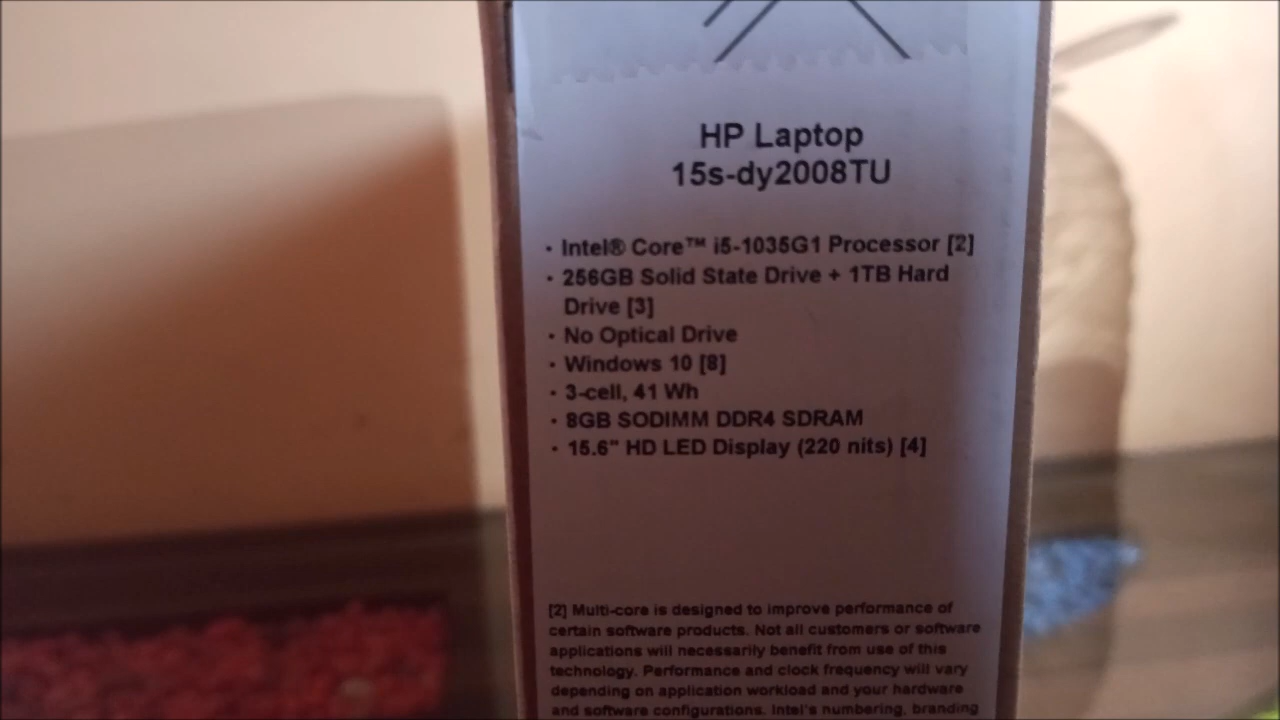 HP Laptop
15s-dy2008TU
· Intel® Core™ i5-1035G1 Processor [2]
· 256GB Solid State Drive + 1TB Hard
Drive [3]
· No Optical Drive
· Windows 10 [8]
· 3-cell, 41 Wh
· 8GB SODIMM DDR4 SDRAM
· 15.6" HD LED Display (220 nits) [4]
[2] Multi-core is designed to improve performance of
certain software products. Not all customers or software
applications will necessarily benefit from use of this
technology. Performance and clock frequency will vary
depending on application workload and your hardware
and software configurations. Intel's numbering, branding